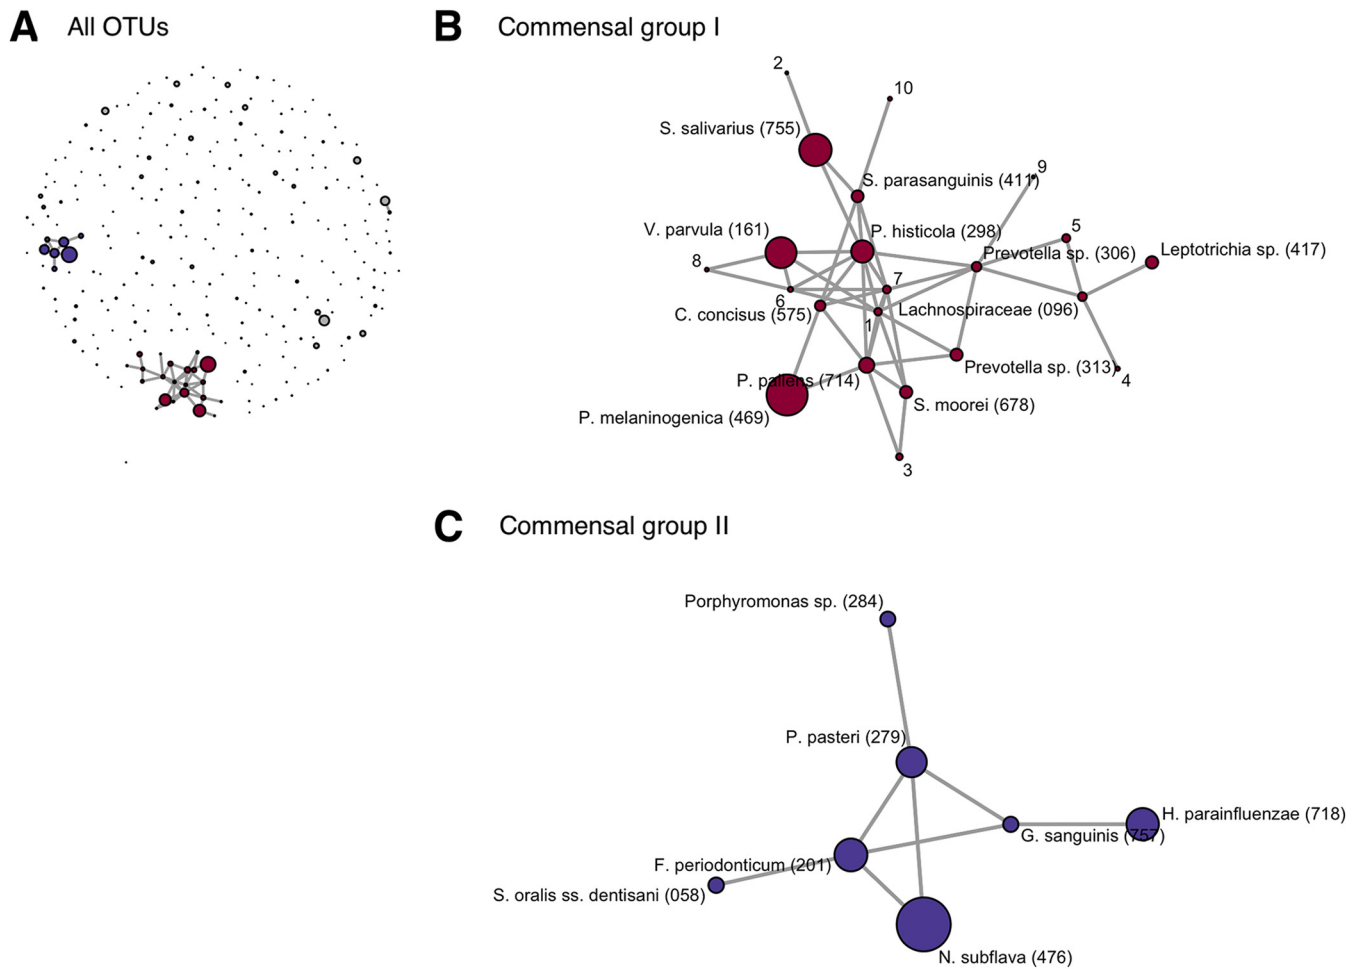 A All OTUs
B Commensal group I
2
10
S. salivarius (755)
9
S. parasanguinis (411)
V. parvula (161)
P. histicola (298)
5
Prevotella sp. (306)
Leptotrichia sp. (417)
8
7
6
C. concisus (575)
Lachnospiraceae (096)
1
Prevotella sp. (313)
4
P. pallens (714)
S. moorei (678)
P. melaninogenica (469)
3
C Commensal group II
Porphyromonas sp. (284)
P. pasteri (279)
H. parainfluenzae (718)
G. sanguinis (757)
F. periodonticum (201)
S. oralis ss. dentisani (058)
N. subflava (476)